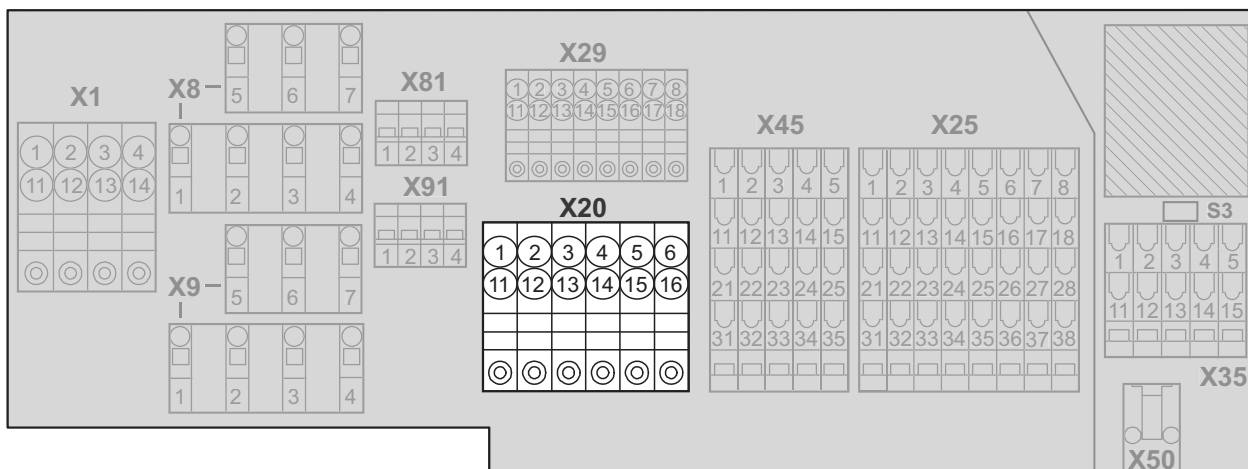 X1
1 2 3 4
11 12 13 14
X8
5 6 7
1 2 3 4
X9
5 6 7
1 2 3 4
X81
1 2 3 4
X91
1 2 3 4
X29
1 2 3 4 5 6 7 8
11 12 13 14 15 16 17 18
X20
1 2 3 4 5 6
11 12 13 14 15 16
X45
1 2 3 4 5
11 12 13 14 15
21 22 23 24 25
31 32 33 34 35
X25
1 2 3 4 5 6 7 8
11 12 13 14 15 16 17 18
21 22 23 24 25 26 27 28
31 32 33 34 35 36 37 38
S3
1 2 3 4 5
11 12 13 14 15
X35
X50